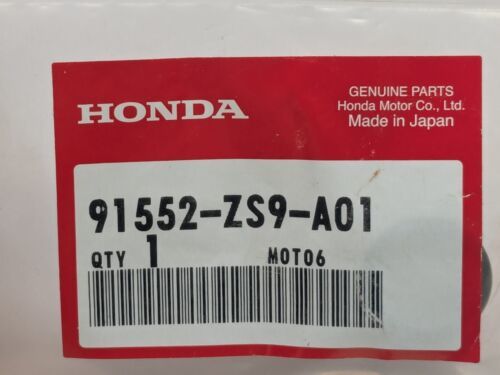 HONDA
GENUINE PARTS
Honda Motor Co., Ltd.
Made in Japan
91552-ZS9-A01
QTY 1 MOT06